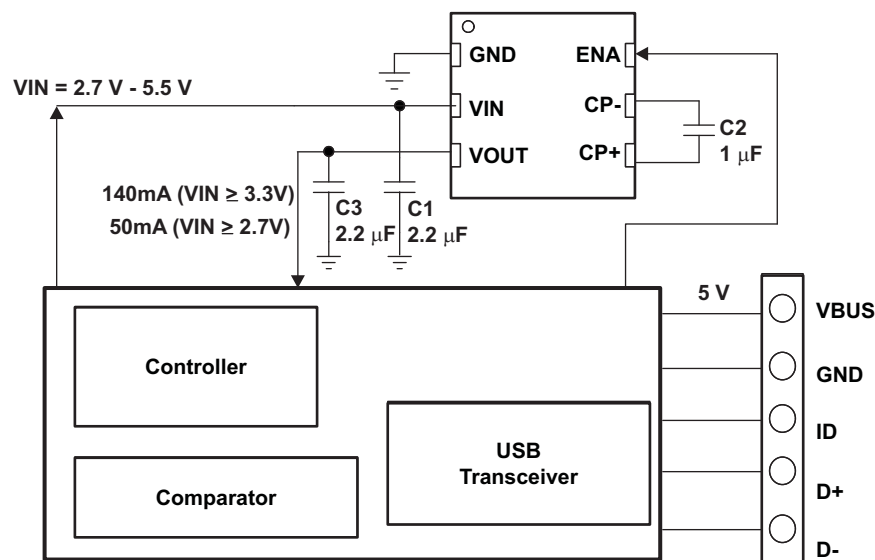 GND
ENA
VIN = 2.7 V - 5.5 V
VIN
CP-
C2
1 μF
VOUT
CP+
140mA (VIN ≥ 3.3V)
50mA (VIN ≥ 2.7V)
C3
2.2 μF
C1
2.2 μF
5 V
VBUS
Controller
GND
ID
USB
Transceiver
Comparator
D+
D-